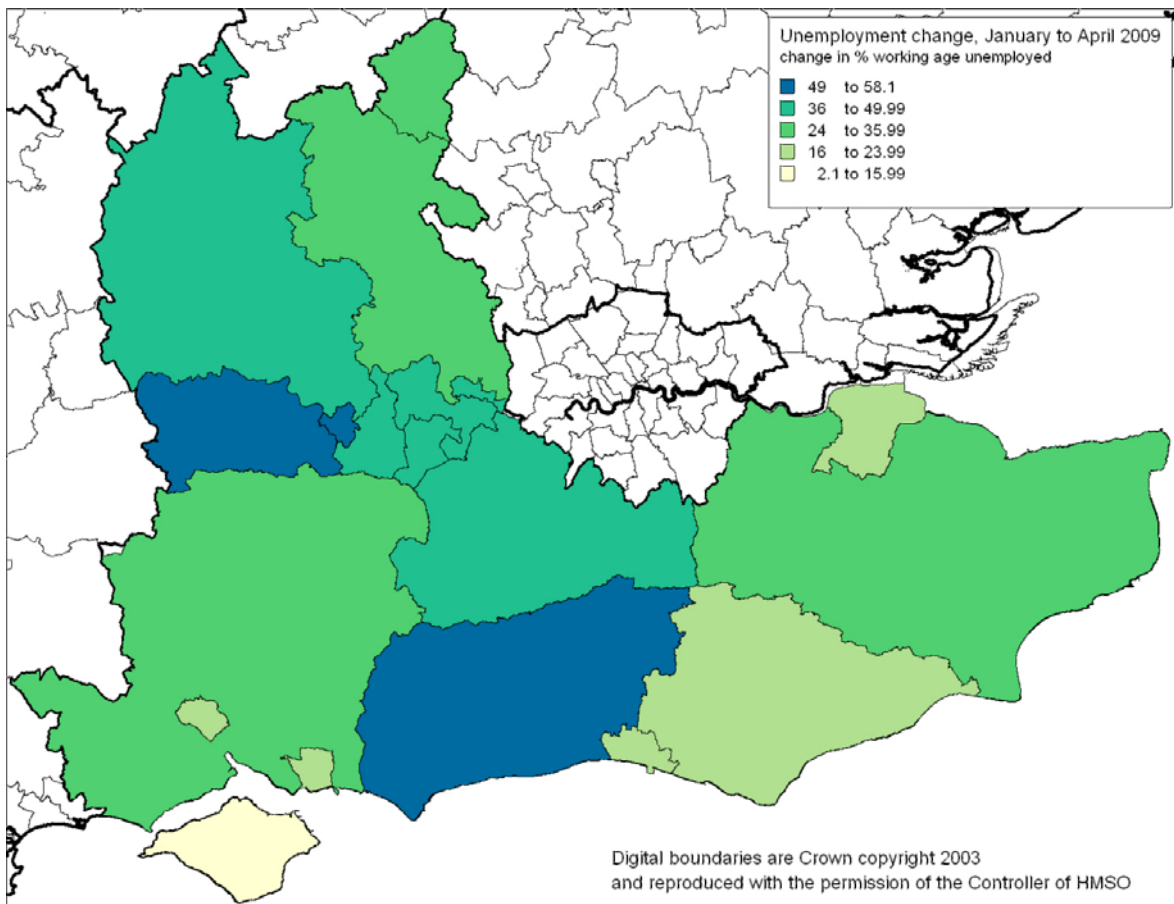 Unemployment change, January to April 2009
change in % working age unemployed
49 to 58.1
36 to 49.99
24 to 35.99
16 to 23.99
2.1 to 15.99
Digital boundaries are Crown copyright 2003
and reproduced with the permission of the Controller of HMSO